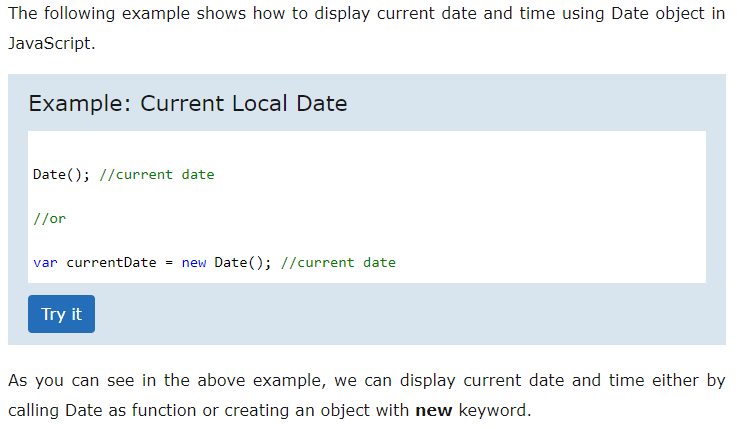 The following example shows how to display current date and time using Date object in
JavaScript.
Example: Current Local Date
Date(); //current date
//or
var currentDate = new Date(); //current date
Try it
As you can see in the above example, we can display current date and time either by
calling Date as function or creating an object with new keyword.